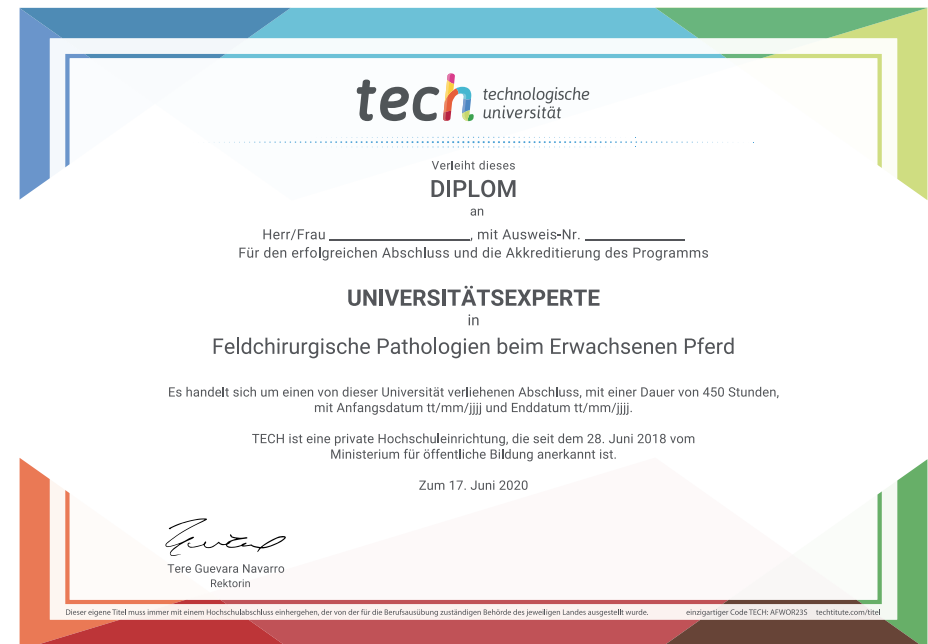 tech technologische
universität
Verleiht dieses
DIPLOM
an
Herr/Frau ____________, mit Ausweis-Nr. ____________
Für den erfolgreichen Abschluss und die Akkreditierung des Programms
UNIVERSITÄTSEXPERTE
in
Feldchirurgische Pathologien beim Erwachsenen Pferd
Es handelt sich um einen von dieser Universität verliehenen Abschluss, mit einer Dauer von 450 Stunden,
mit Anfangsdatum tt/mm/jjjj und Enddatum tt/mm/jjjj.
TECH ist eine private Hochschuleinrichtung, die seit dem 28. Juni 2018 vom
Ministerium für öffentliche Bildung anerkannt ist.
Zum 17. Juni 2020
Tere Guevara Navarro
Rektorin
Dieser eigene Titel muss immer mit einem Hochschulabschluss einhergehen, der von der für die Berufsausübung zuständigen Behörde des jeweiligen Landes ausgestellt wurde. einzigartiger Code TECH: AFWOR23S techtitute.com/titel